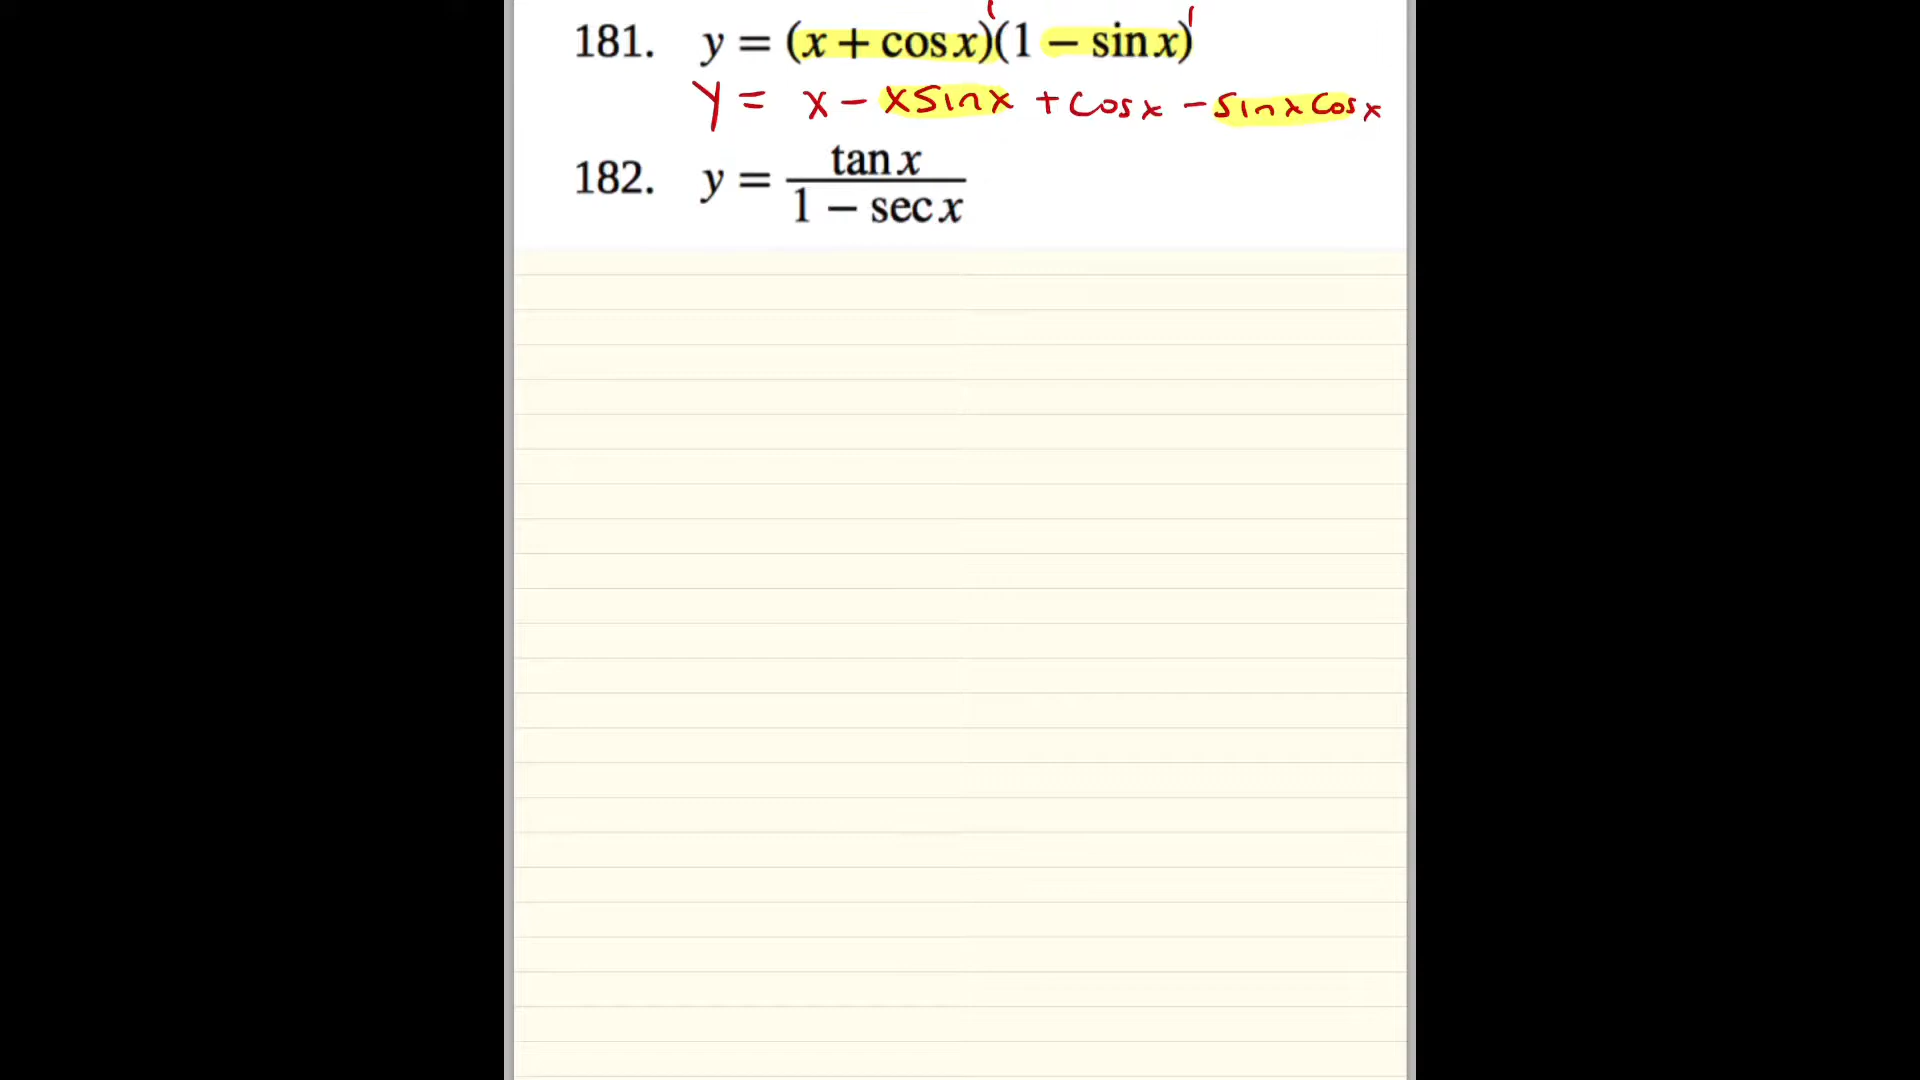 181. y = (x + cos x)'(1 − sin x)'
y = x − x sin x + cos x − sin x cos x
182. y = tan x / (1 − sec x)